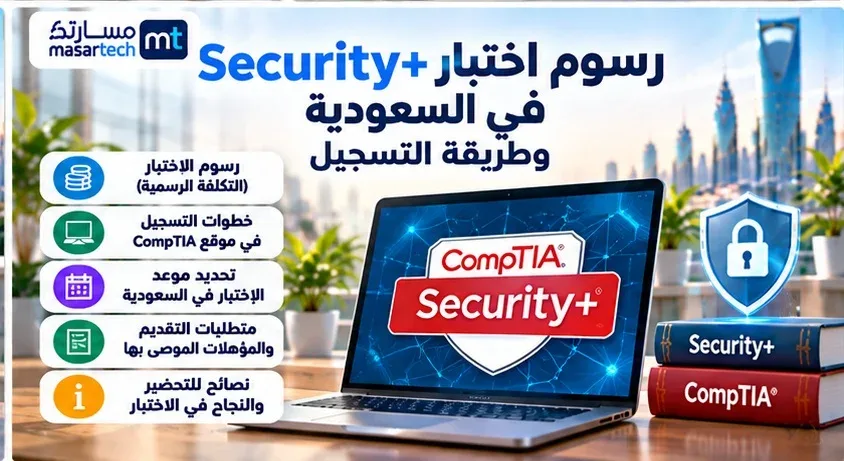 مسارتك
masartech
mt
رسوم اختبار Security+
في السعودية
وطريقة التسجيل
رسوم الإختبار
(التكلفة الرسمية)
خطوات التسجيل
في موقع CompTIA
تحديد موعد
الإختبار في السعودية
متطلبات التقديم
والمؤهلات الموصى بها
نصائح للتحضير
والنجاح في الاختبار
CompTIA®
Security+
Security+
CompTIA®